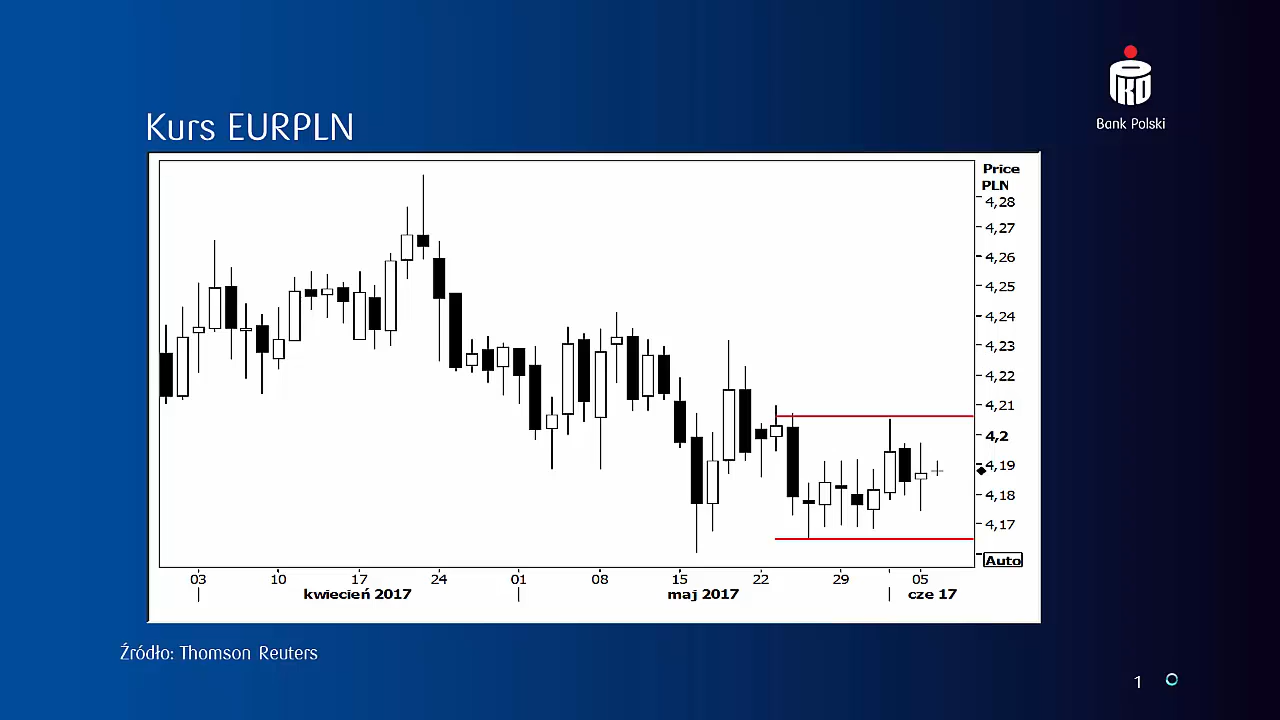 PKO
Bank Polski
Kurs EURPLN
Price
PLN
4,28
4,27
4,26
4,25
4,24
4,23
4,22
4,21
4,2
4,19
4,18
4,17
Auto
03 10 17 24 01 08 15 22 29 05
kwiecień 2017 maj 2017 cze 17
Źródło: Thomson Reuters
1